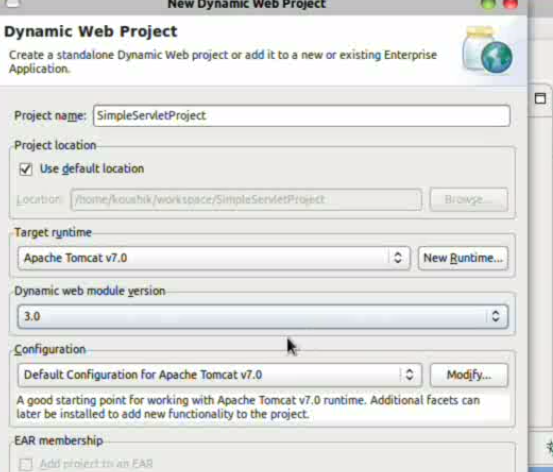 New Dynamic Web Project
Dynamic Web Project
Create a standalone Dynamic Web project or add it to a new or existing Enterprise
Application.
Project name: SimpleServletProject
Project location
Use default location
Location: /home/koushik/workspace/SimpleServletProject Browse...
Target runtime
Apache Tomcat v7.0 New Runtime...
Dynamic web module version
3.0
Configuration
Default Configuration for Apache Tomcat v7.0 Modify...
A good starting point for working with Apache Tomcat v7.0 runtime. Additional facets can
later be installed to add new functionality to the project.
EAR membership
Add project to an EAR